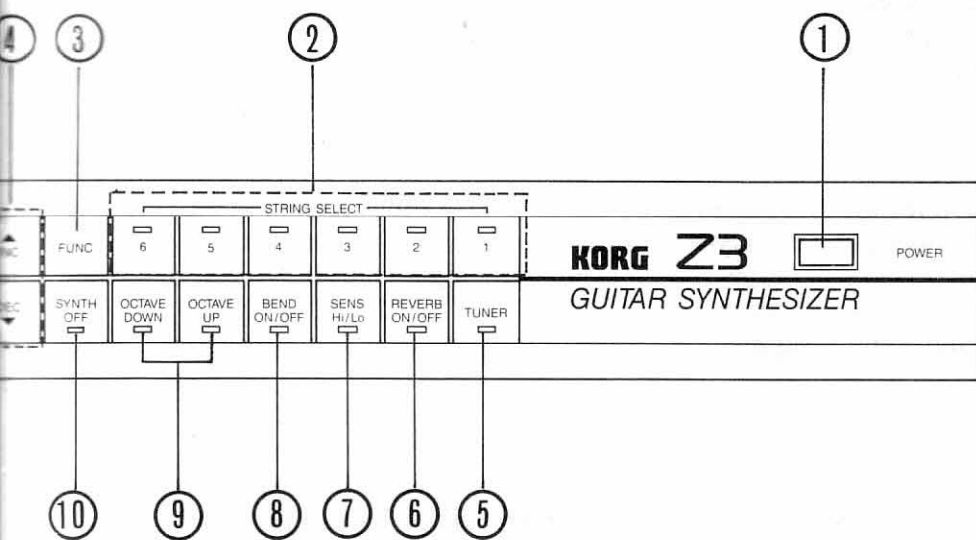 4 3 2 1
STRING SELECT
FUNC 6 5 4 3 2 1
KORG Z3 POWER
GUITAR SYNTHESIZER
SYNTH OFF
OCTAVE DOWN
OCTAVE UP
BEND ON/OFF
SENS Hi/Lo
REVERB ON/OFF
TUNER
10 9 8 7 6 5